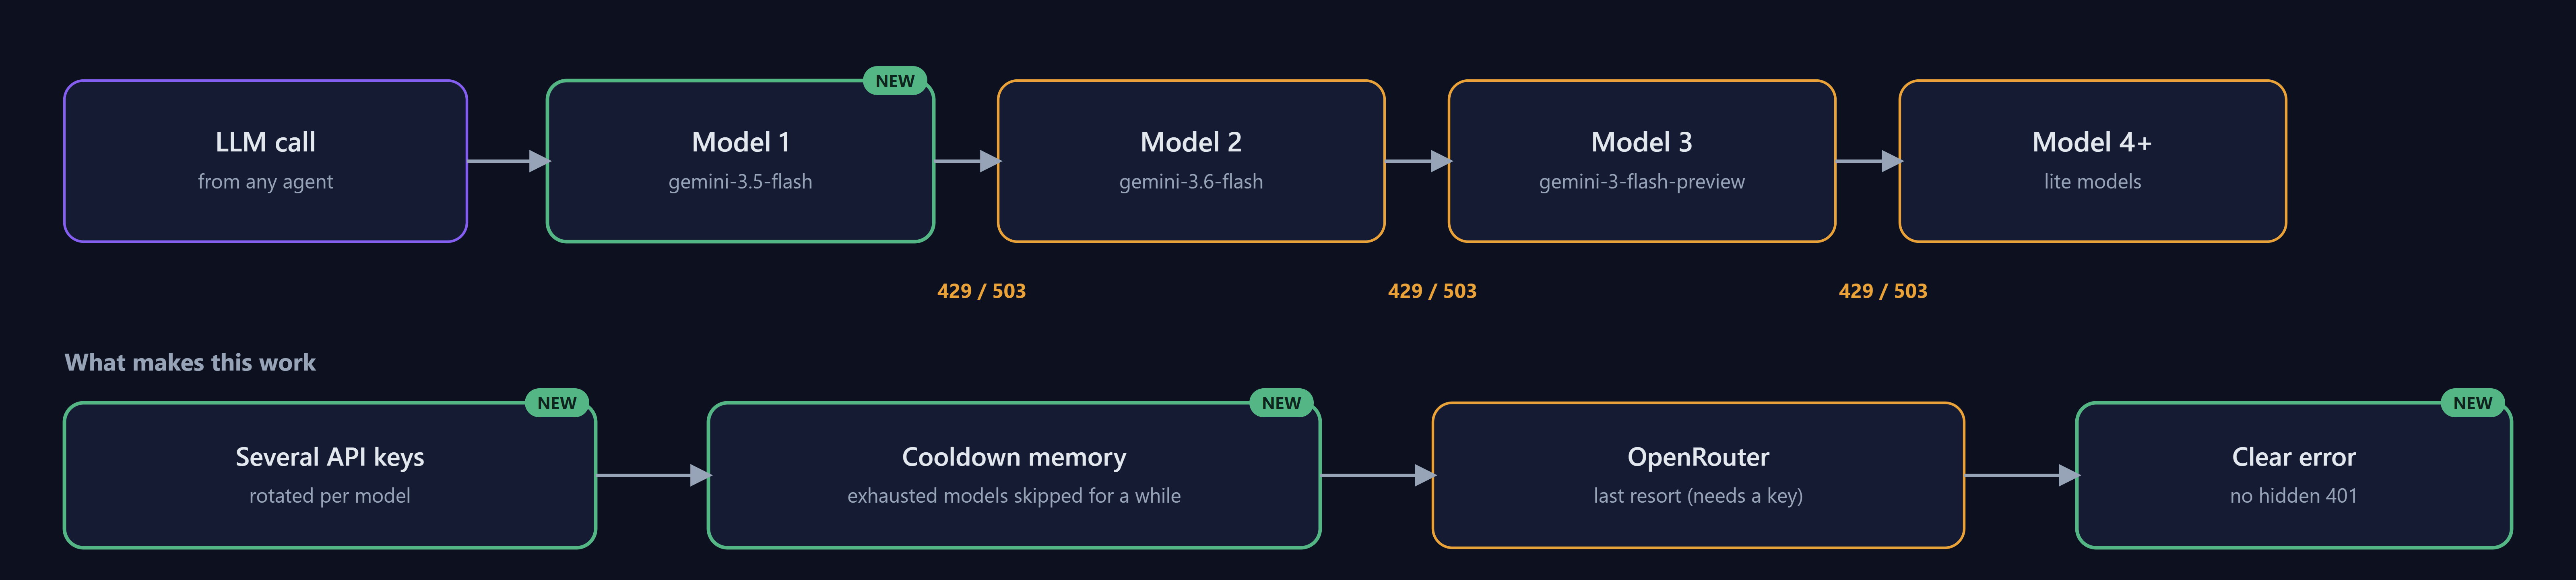 NEW
LLM call
from any agent
Model 1
gemini-3.5-flash
Model 2
gemini-3.6-flash
Model 3
gemini-3-flash-preview
Model 4+
lite models
429 / 503
429 / 503
429 / 503
What makes this work
NEW
Several API keys
rotated per model
NEW
Cooldown memory
exhausted models skipped for a while
OpenRouter
last resort (needs a key)
NEW
Clear error
no hidden 401